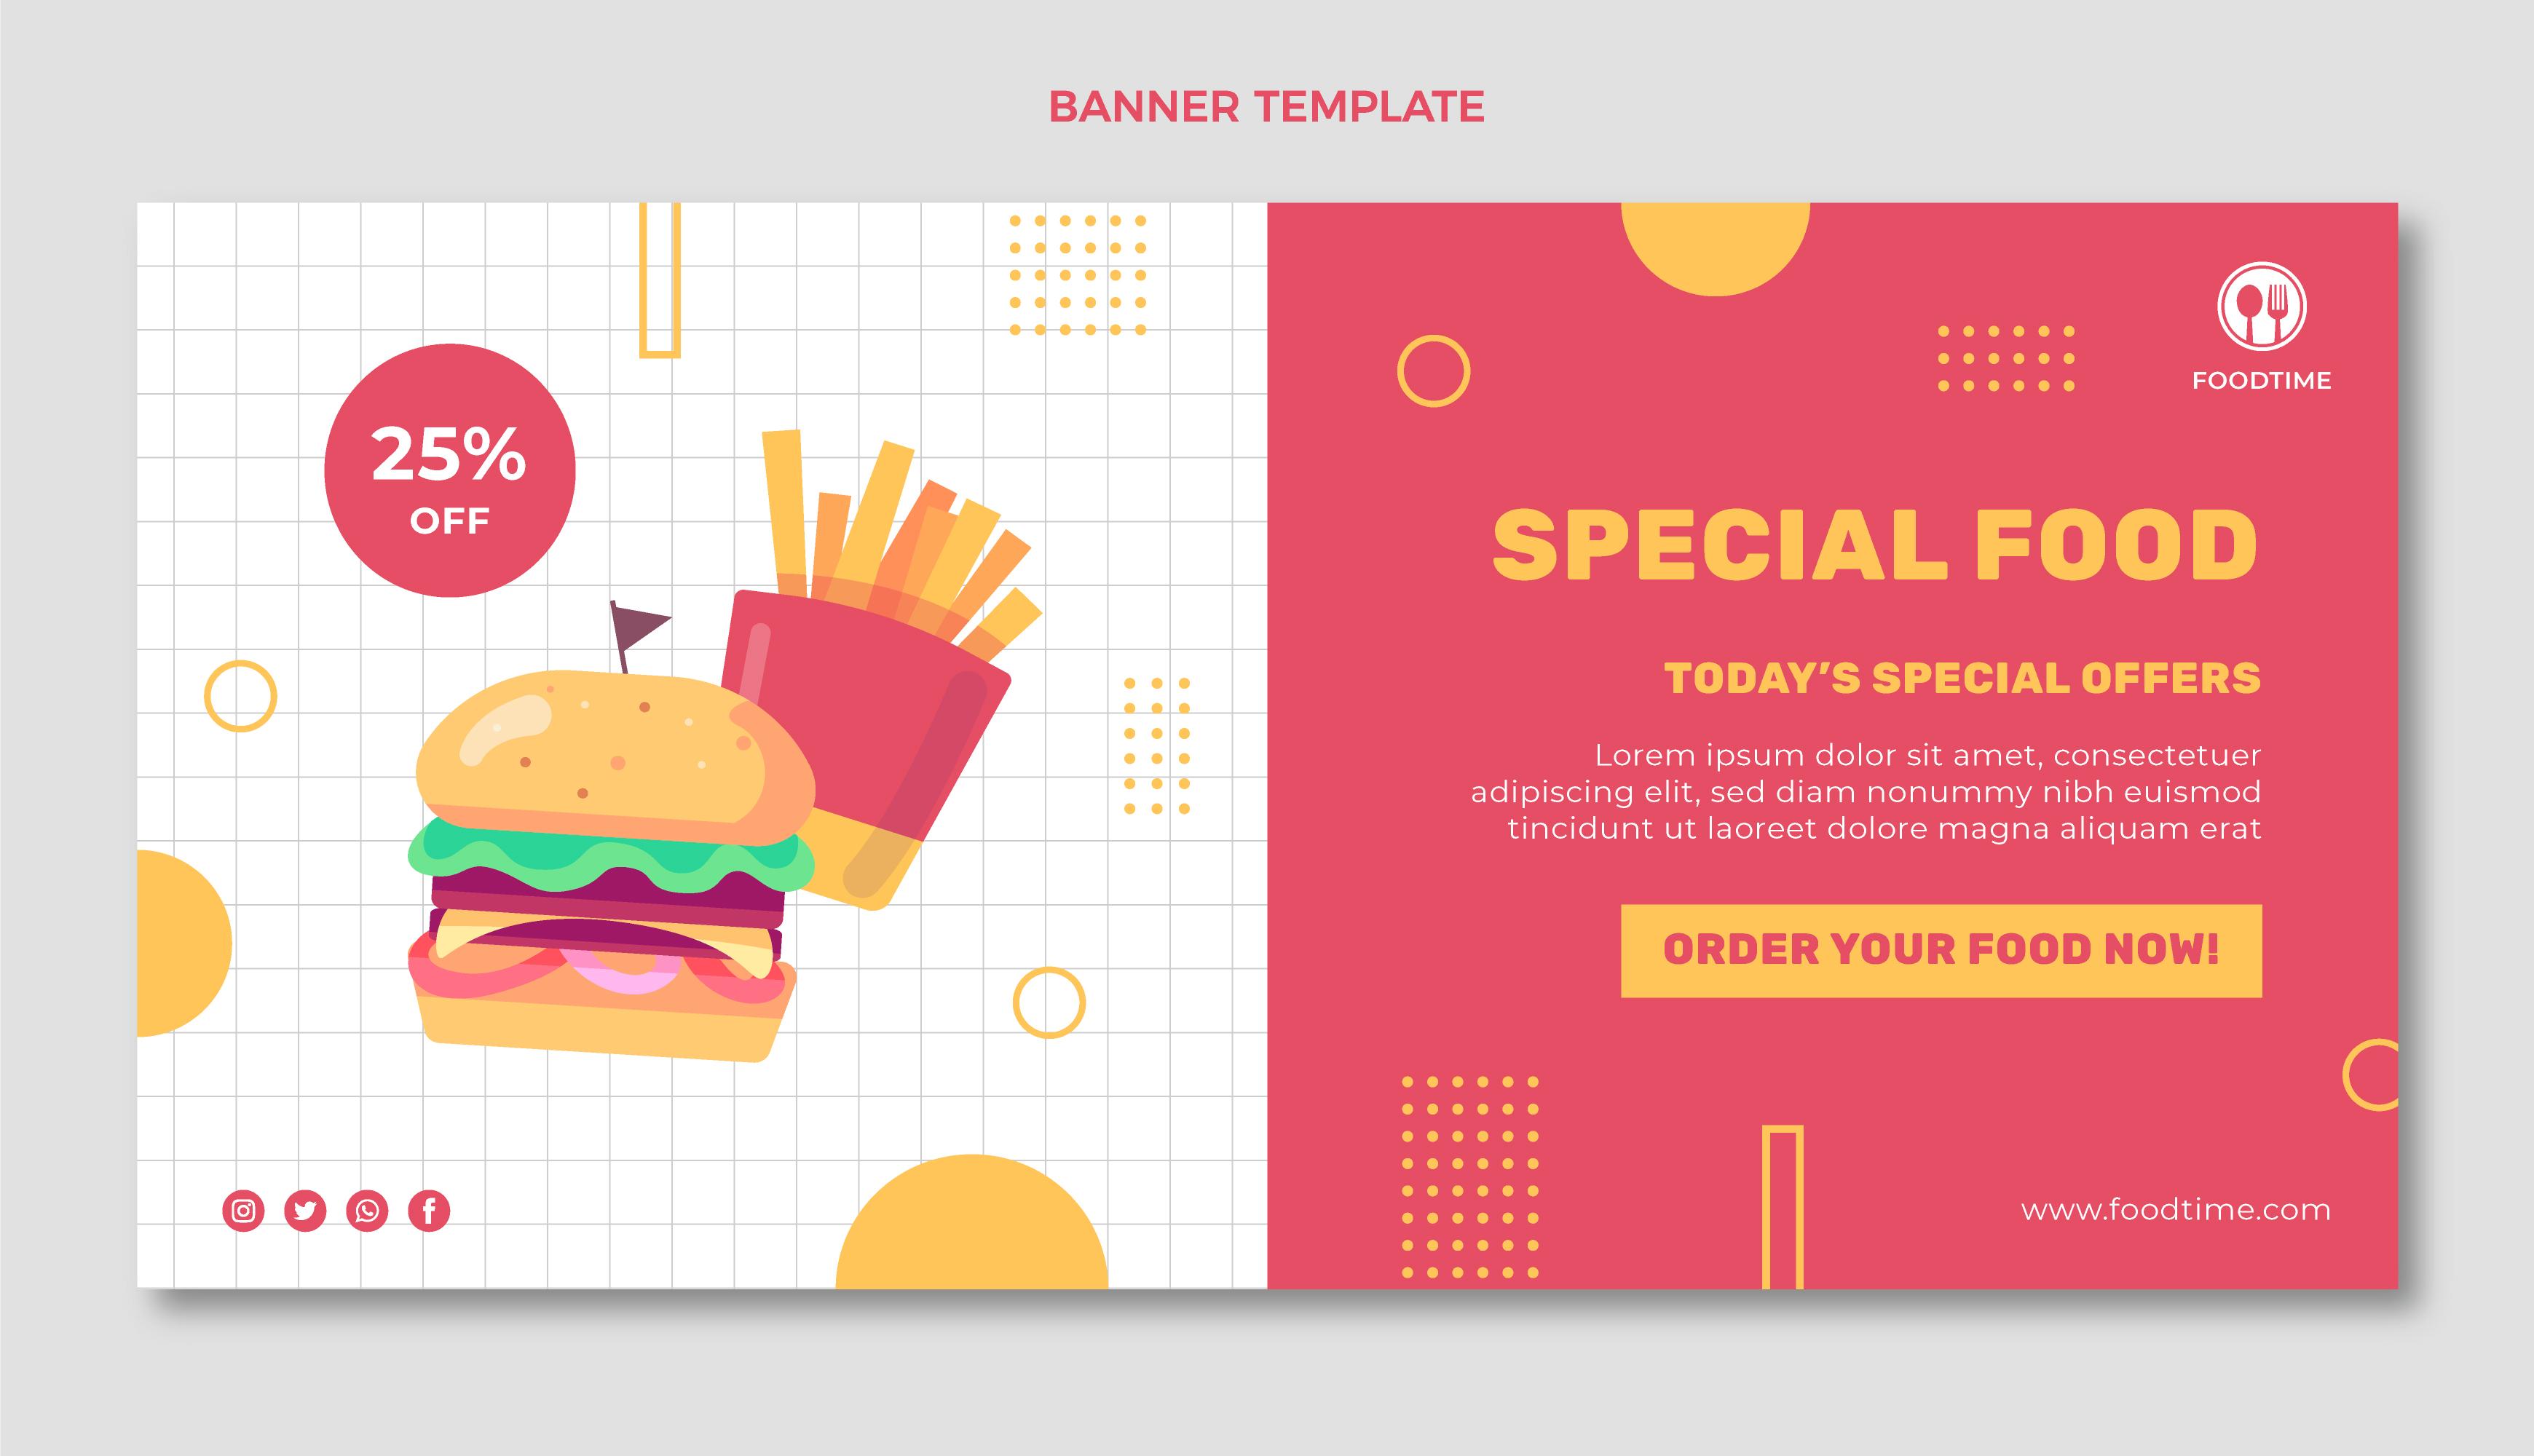 BANNER TEMPLATE
25%
OFF
FOODTIME
SPECIAL FOOD
TODAY’S SPECIAL OFFERS
Lorem ipsum dolor sit amet, consectetuer
adipiscing elit, sed diam nonummy nibh euismod
tincidunt ut laoreet dolore magna aliquam erat
ORDER YOUR FOOD NOW!
www.foodtime.com